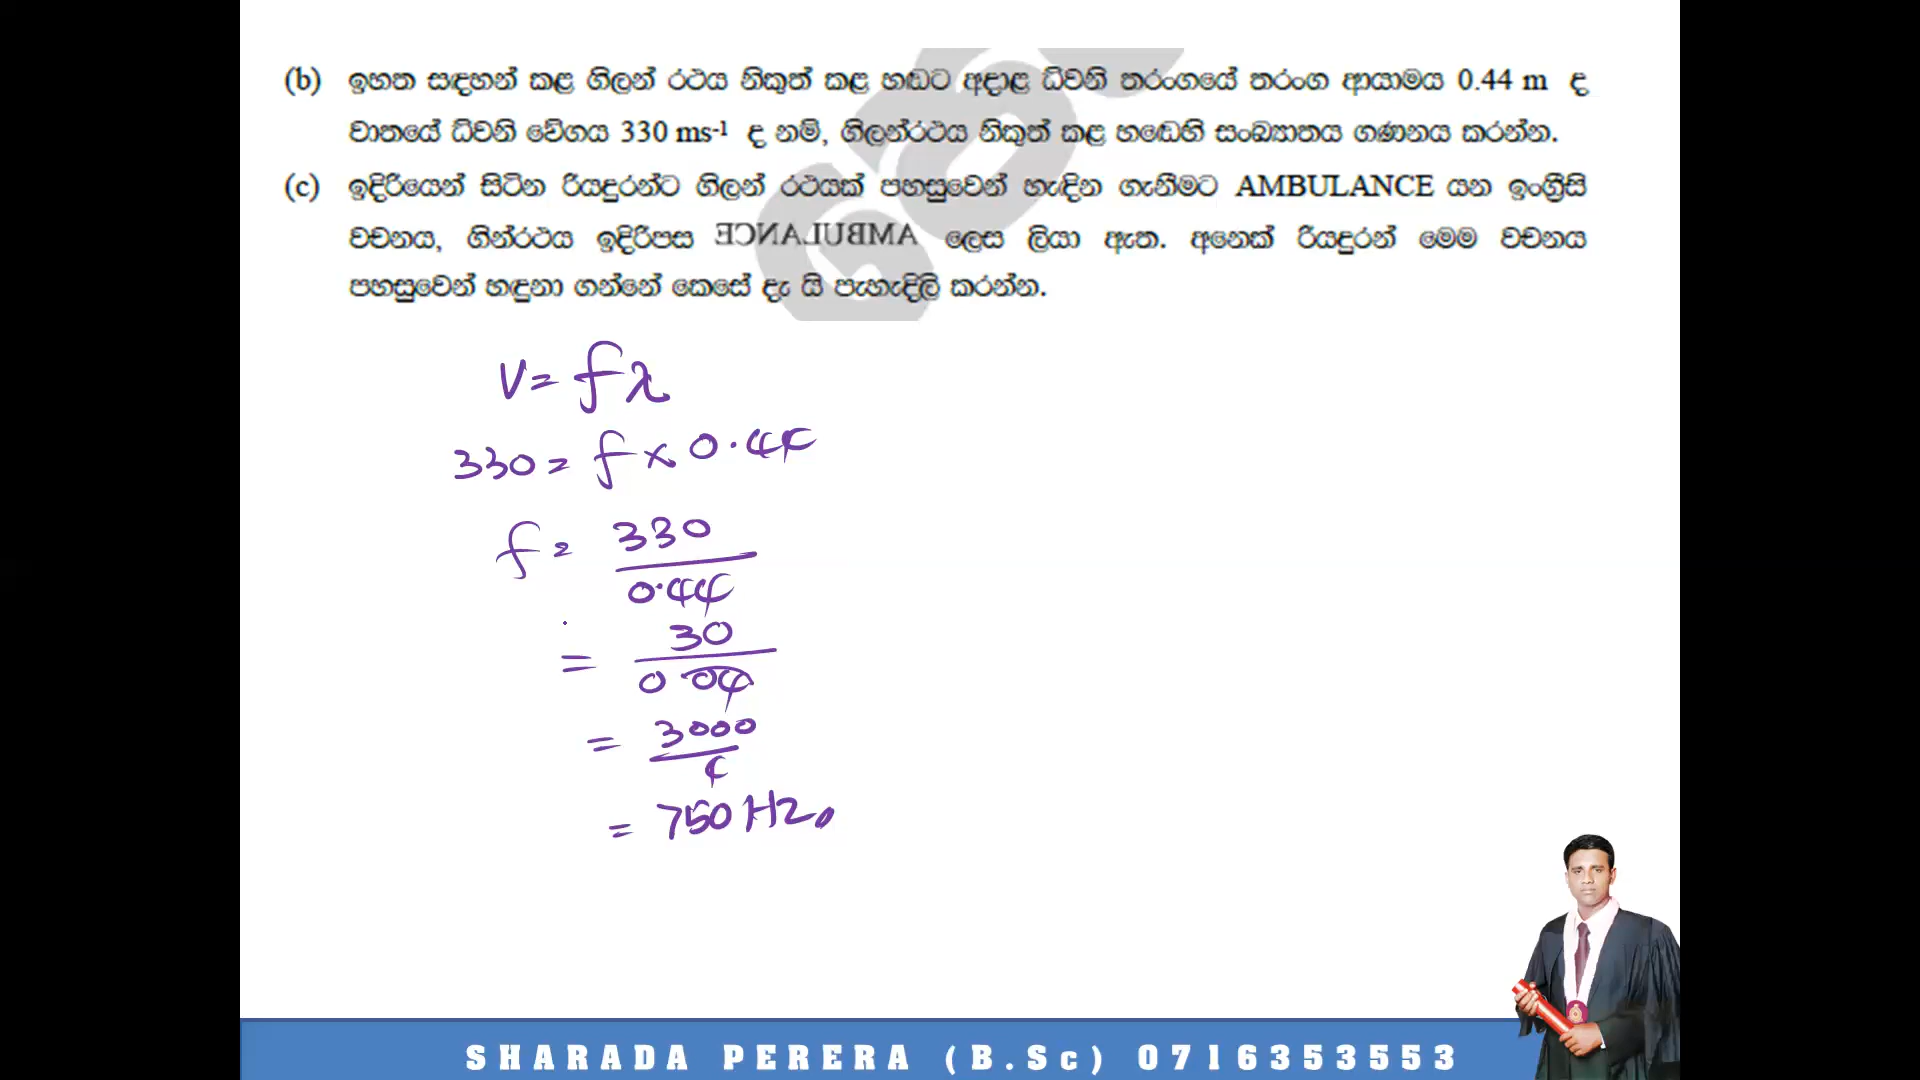 (b) ඉහත සඳහන් කළ ගිලන් රථය නිකුත් කළ හඬට අදාළ ධ්වනි තරංගයේ තරංග ආයාමය 0.44 m ද
වාතයේ ධ්වනි වේගය 330 ms⁻¹ ද නම්, ගිලන්රථය නිකුත් කළ හඬෙහි සංඛ්‍යාතය ගණනය කරන්න.
(c) ඉදිරියෙන් සිටින රියදුරන්ට ගිලන් රථයක් පහසුවෙන් හැඳින ගැනීමට AMBULANCE යන ඉංග්‍රීසි
වචනය, ගින්රථය ඉදිරිපස AMBULANCE ලෙස ලියා ඇත. අනෙක් රියදුරන් මෙම වචනය
පහසුවෙන් හඳුනා ගන්නේ කෙසේ දැ යි පැහැදිලි කරන්න.
V = fλ
330 = f × 0.44
f = 330
0.44
= 30
0.04
= 3000
4
= 750 Hz
SHARADA PERERA (B.Sc) 0716353553